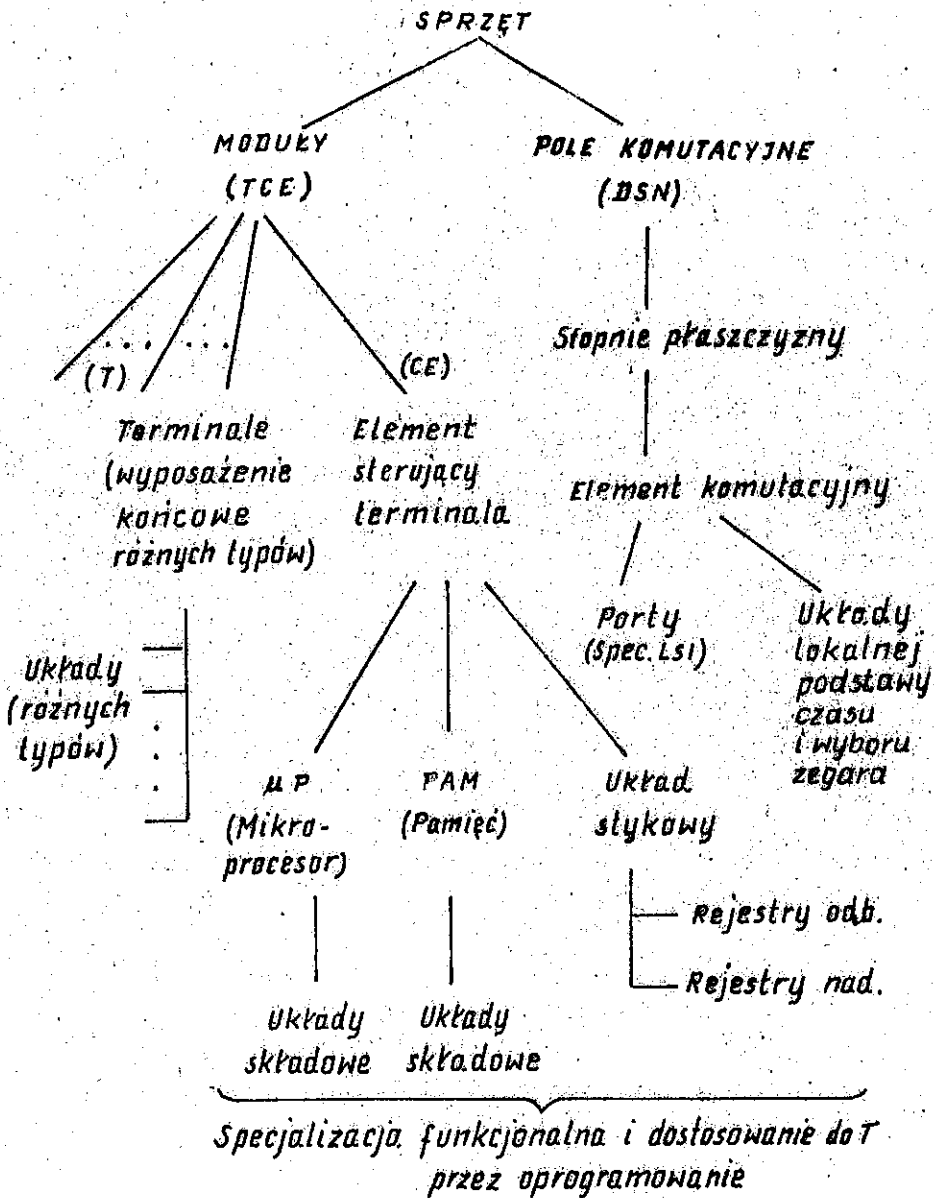 SPRZĘT
MODUŁY
(TCE)
POLE KOMUTACYJNE
(DSN)
(T)
(CE)
Stopnie płaszczyzny
Terminale
(wyposażenie
końcowe
różnych typów)
Element
sterujący
terminala
Element komutacyjny
Układy
(różnych
typów)
Porty
(Spec. LSI)
Układy
lokalnej
podstawy
czasu
i wyboru
zegara
μP
(Mikro-
procesor)
PAM
(Pamięć)
Układ
stykowy
Rejestry odb.
Rejestry nad.
Układy
składowe
Układy
składowe
Specjalizacja funkcjonalna i dostosowanie do T
przez oprogramowanie